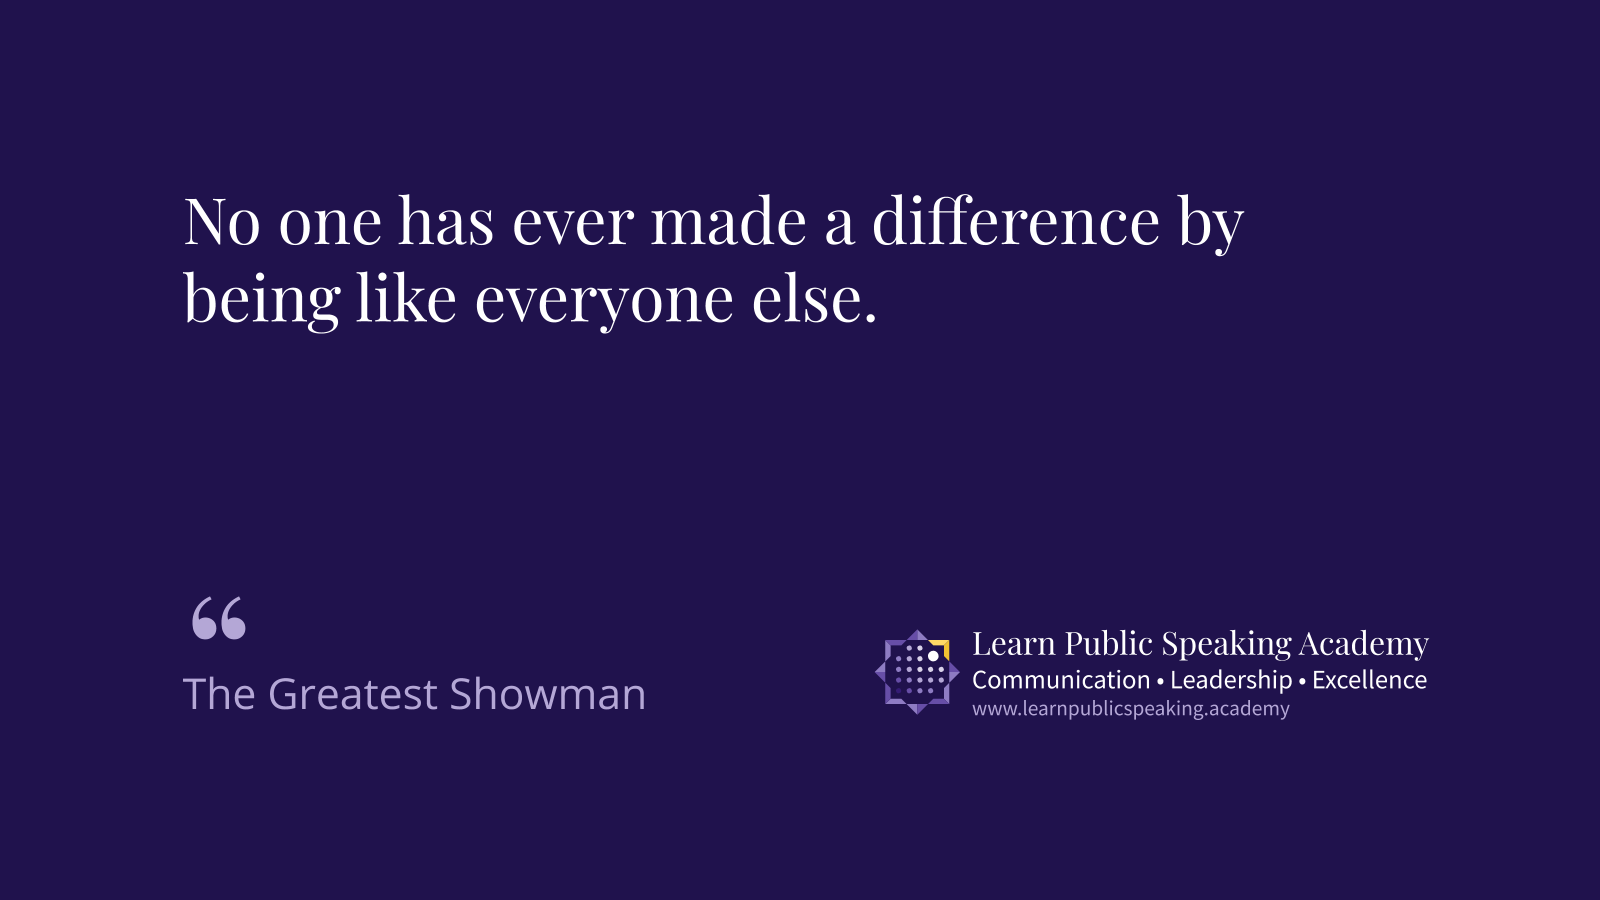 No one has ever made a difference by
being like everyone else.
“
The Greatest Showman
Learn Public Speaking Academy
Communication • Leadership • Excellence
www.learnpublicspeaking.academy